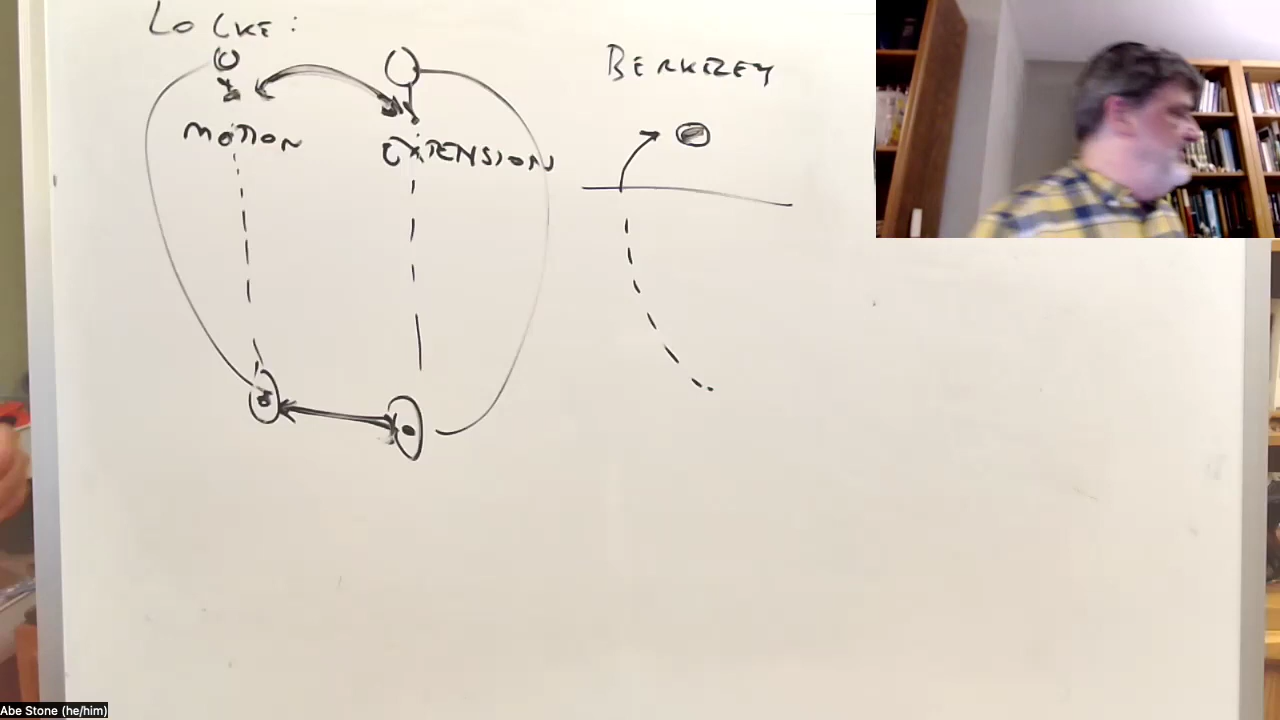 LOCKE:
BERKELEY
MOTION
EXTENSION
Abe Stone (he/him)